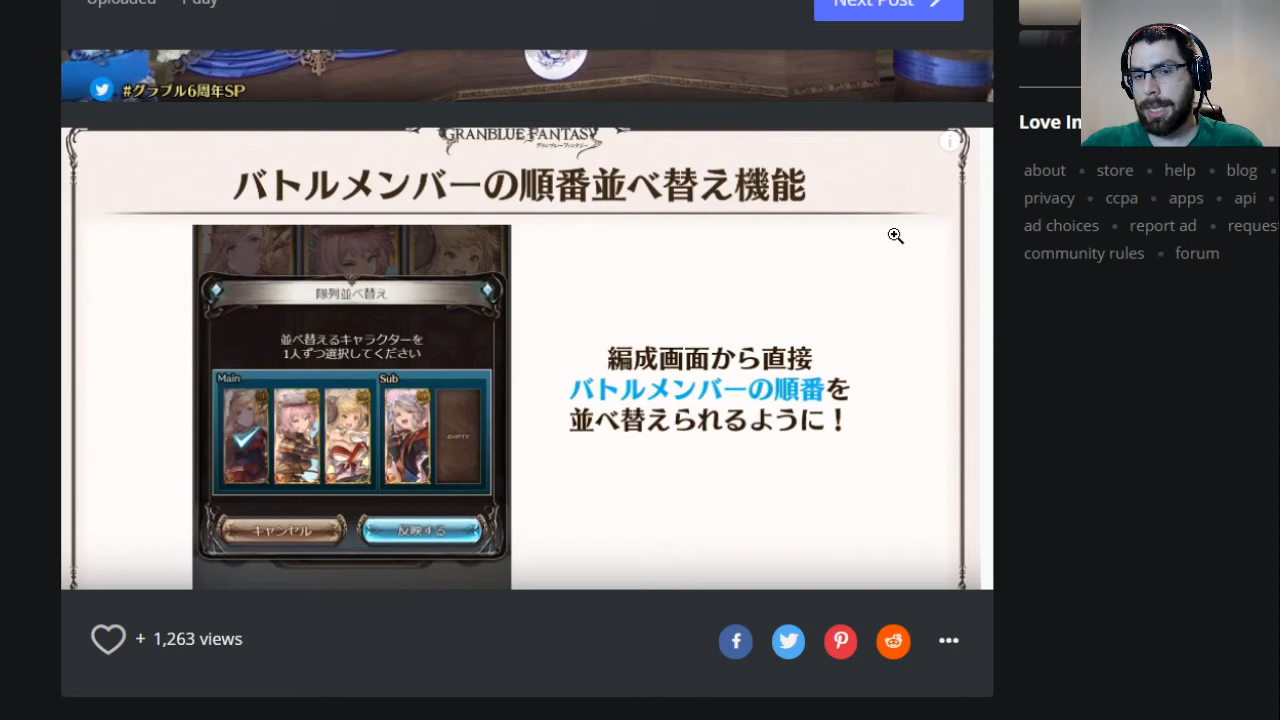 Uploaded 1 day
Next Post
#グラブル6周年SP
GRANBLUE FANTASY
グランブルーファンタジー
バトルメンバーの順番並べ替え機能
隊列並べ替え
並べ替えるキャラクターを
1人ずつ選択してください
Main
Sub
EMPTY
キャンセル
反映する
編成画面から直接
バトルメンバーの順番を
並べ替えられるように！
+ 1,263 views
Love Im
about • store • help • blog •
privacy • ccpa • apps • api •
ad choices • report ad • reques
community rules • forum